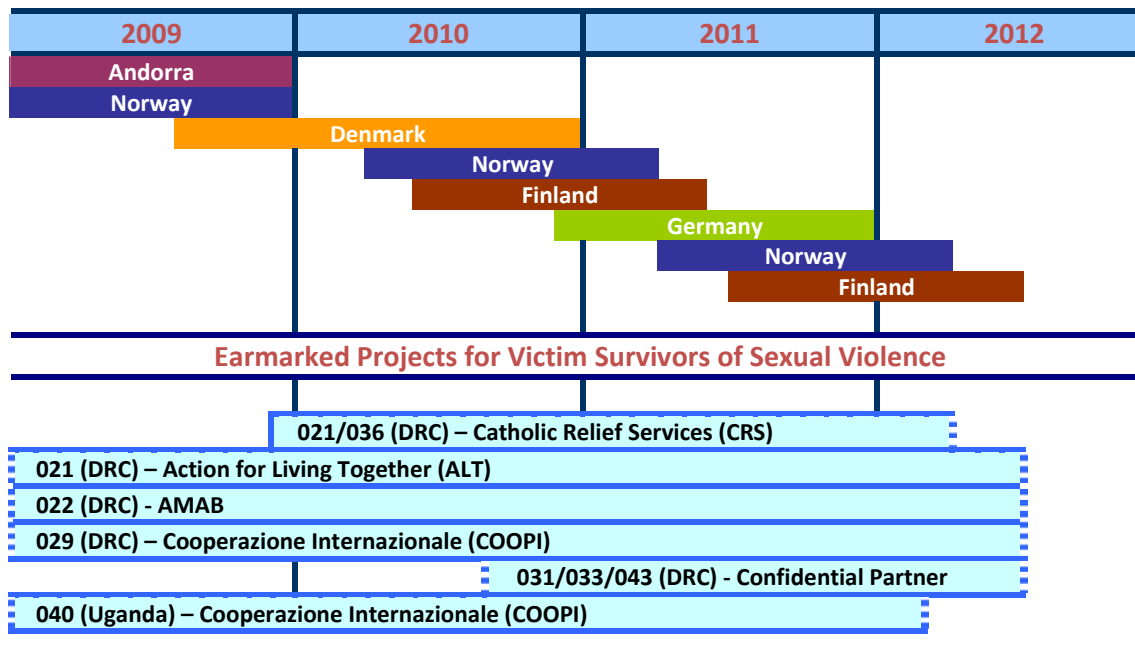 2009 2010 2011 2012
Andorra
Norway
Denmark
Norway
Finland
Germany
Norway
Finland
Earmarked Projects for Victim Survivors of Sexual Violence
021/036 (DRC) – Catholic Relief Services (CRS)
021 (DRC) – Action for Living Together (ALT)
022 (DRC) - AMAB
029 (DRC) – Cooperazione Internazionale (COOPI)
031/033/043 (DRC) - Confidential Partner
040 (Uganda) – Cooperazione Internazionale (COOPI)